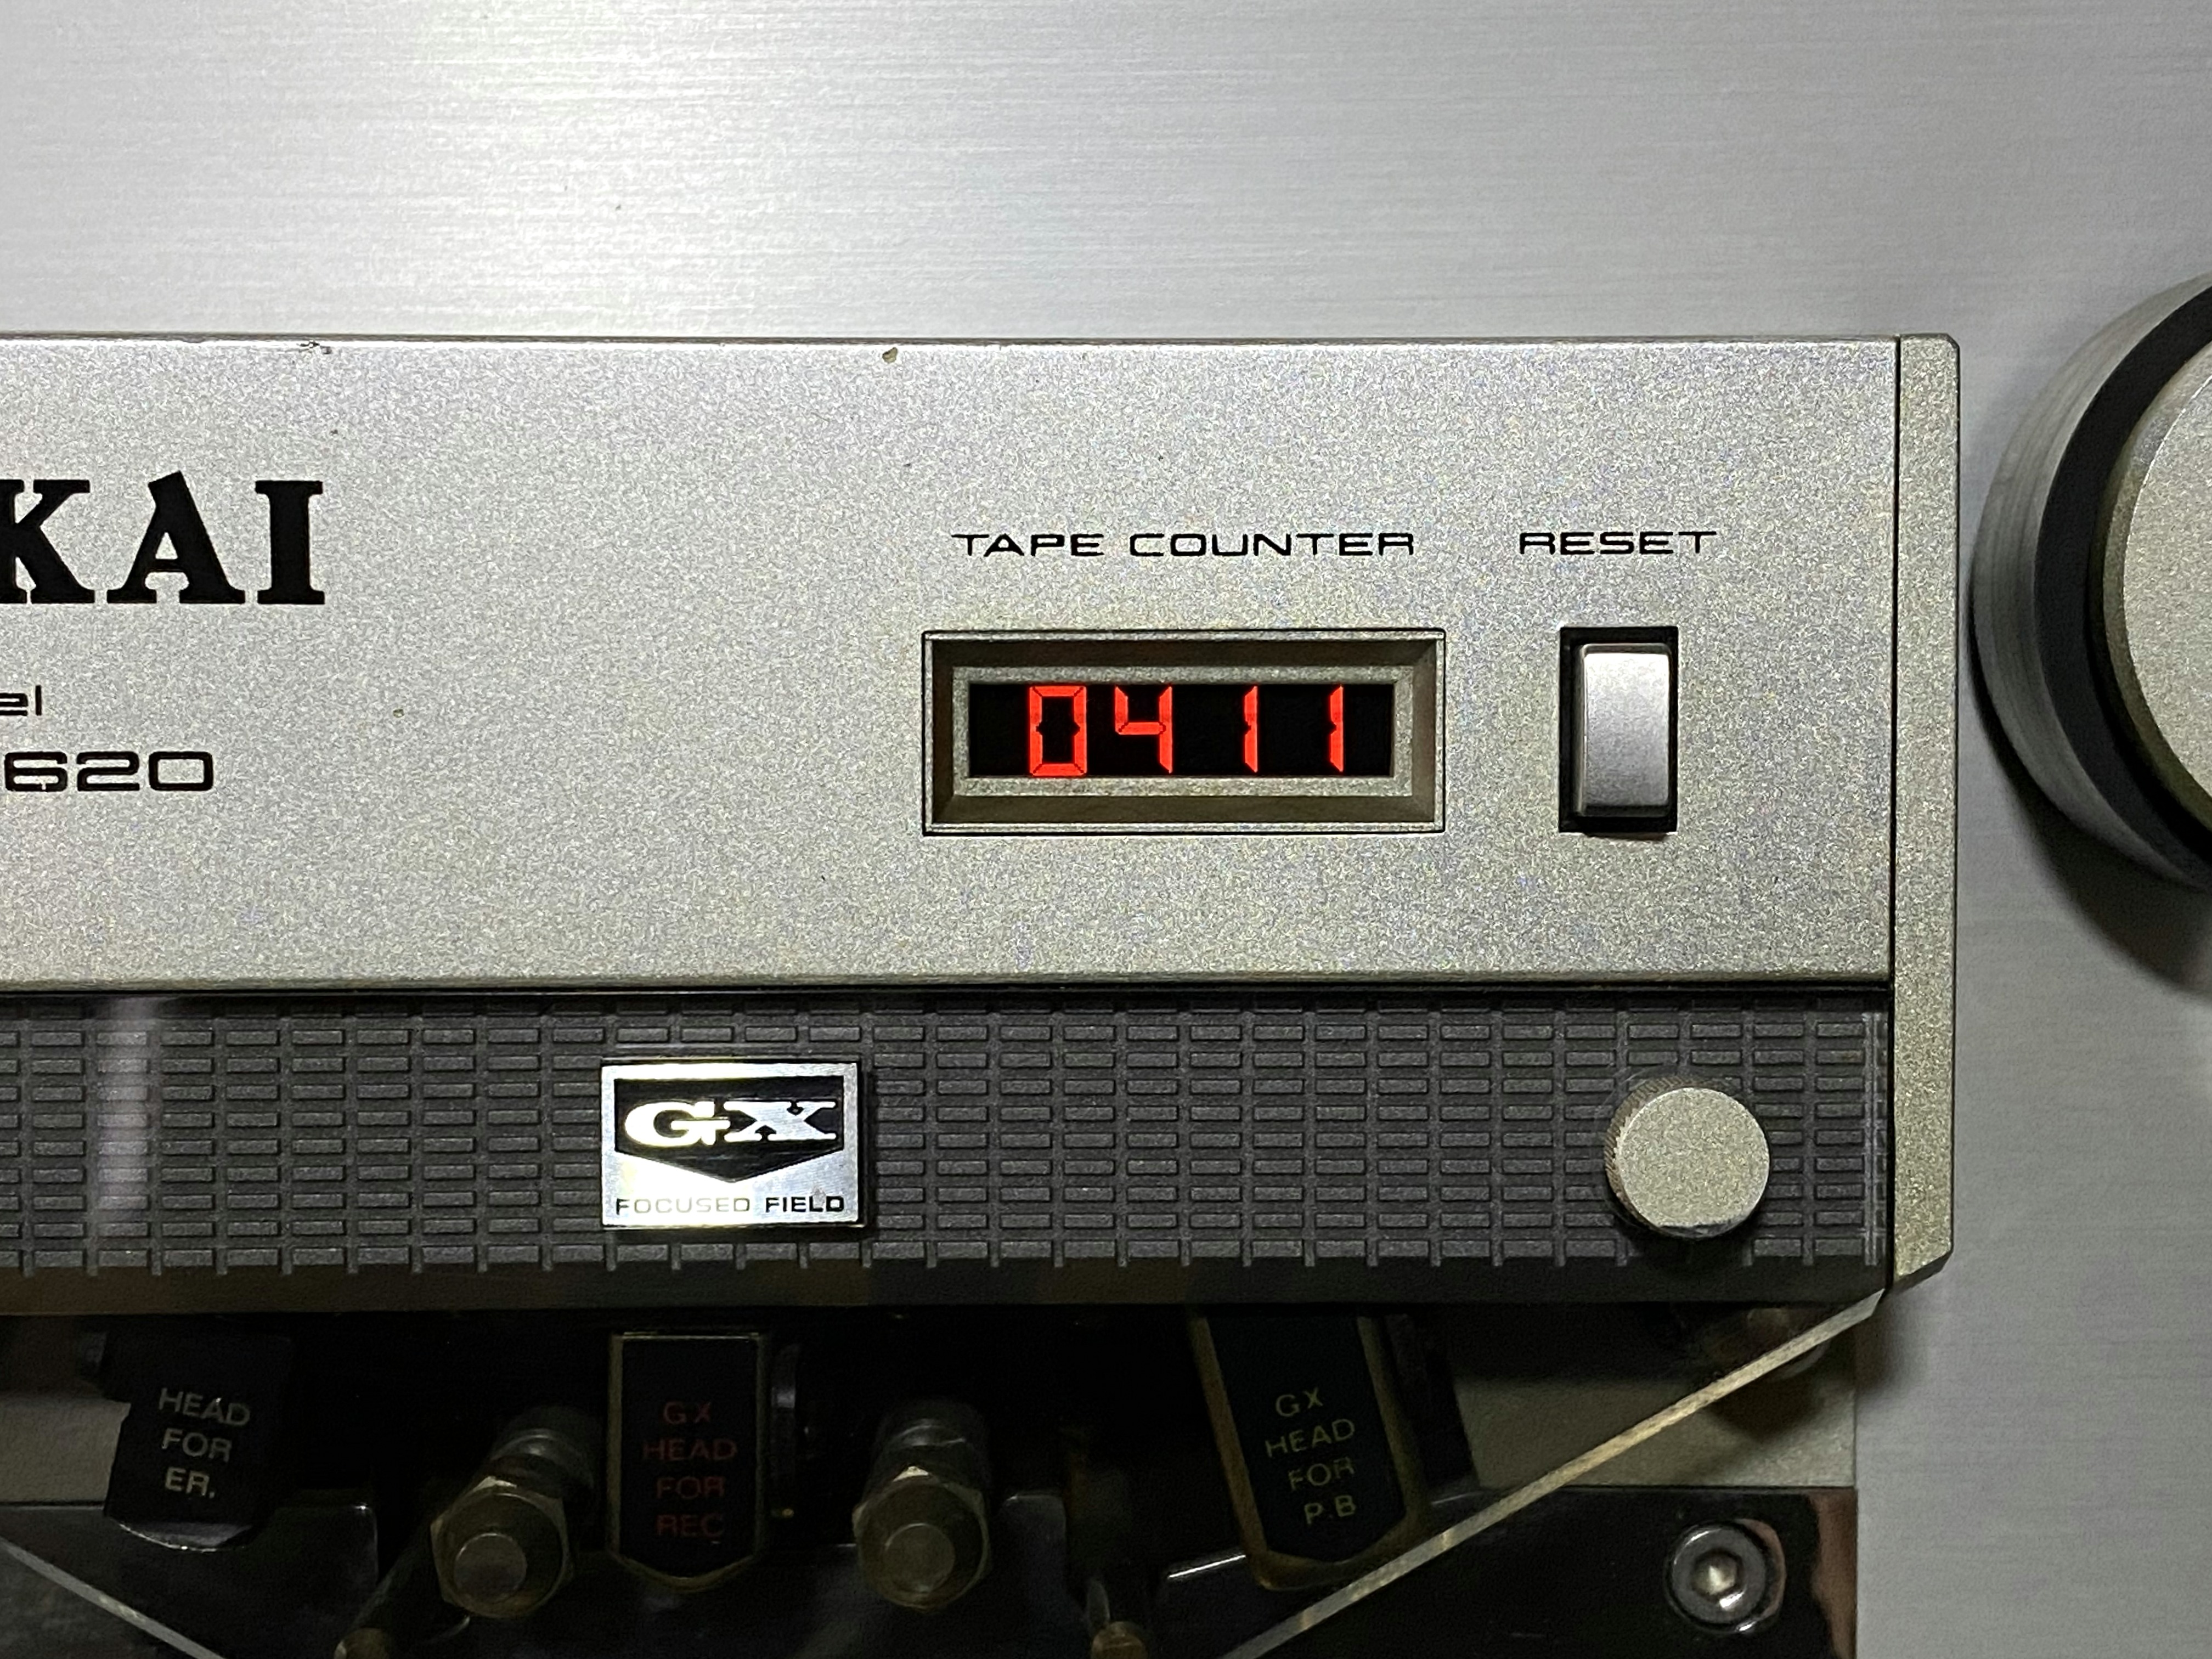 KAI
TAPE COUNTER
RESET
el
620
0411
GX
FOCUSED FIELD
HEAD
FOR
ER.
GX
HEAD
FOR
REC
GX
HEAD
FOR
P.B